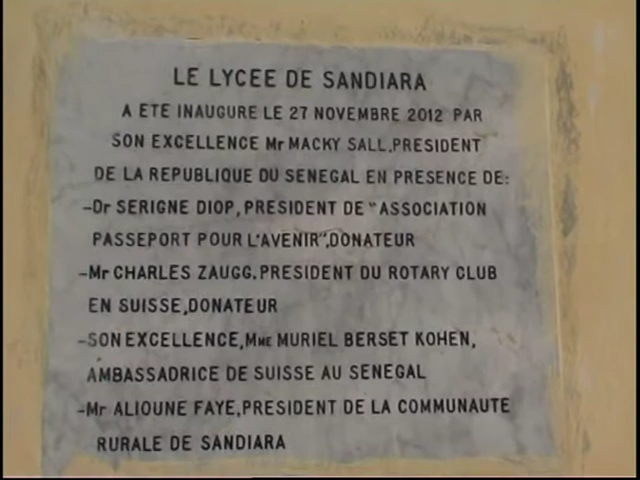 LE LYCEE DE SANDIARA
A ETE INAUGURE LE 27 NOVEMBRE 2012 PAR
SON EXCELLENCE Mr MACKY SALL.PRESIDENT
DE LA REPUBLIQUE DU SENEGAL EN PRESENCE DE:
-Dr SERIGNE DIOP, PRESIDENT DE "ASSOCIATION
PASSEPORT POUR L'AVENIR",DONATEUR
-Mr CHARLES ZAUGG.PRESIDENT DU ROTARY CLUB
EN SUISSE,DONATEUR
-SON EXCELLENCE,Mme MURIEL BERSET KOHEN,
AMBASSADRICE DE SUISSE AU SENEGAL
-Mr ALIOUNE FAYE,PRESIDENT DE LA COMMUNAUTE
RURALE DE SANDIARA